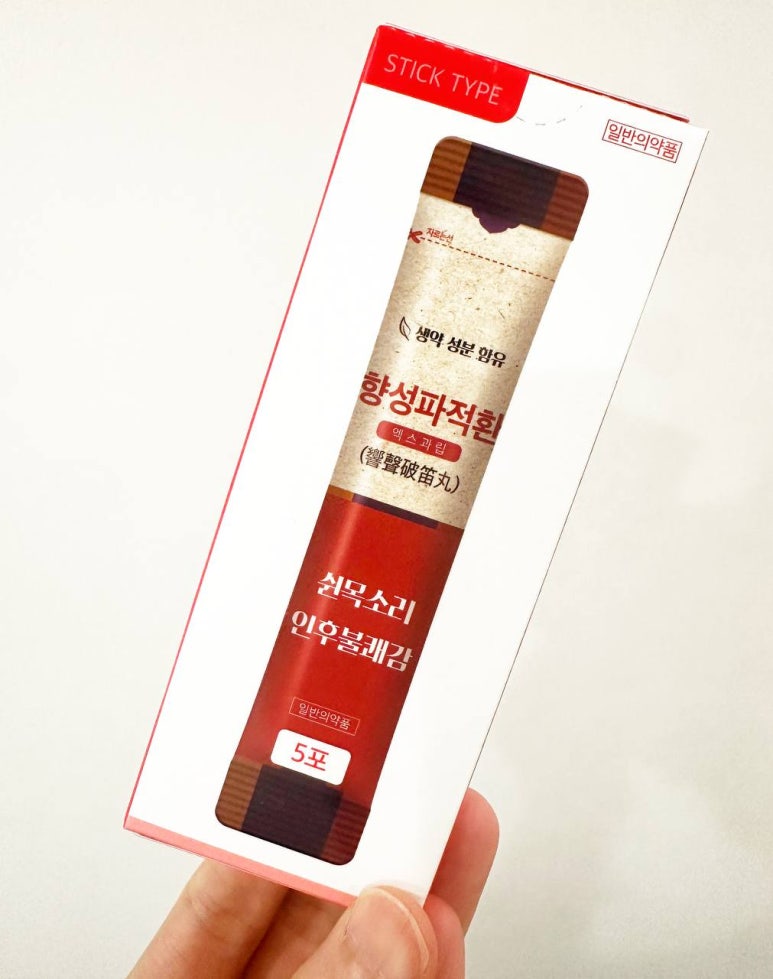 STICK TYPE
일반의약품
자르는선
생약 성분 함유
향성파적환
엑스과립
(響聲破笛丸)
쉰목소리
인후불쾌감
일반의약품
5포